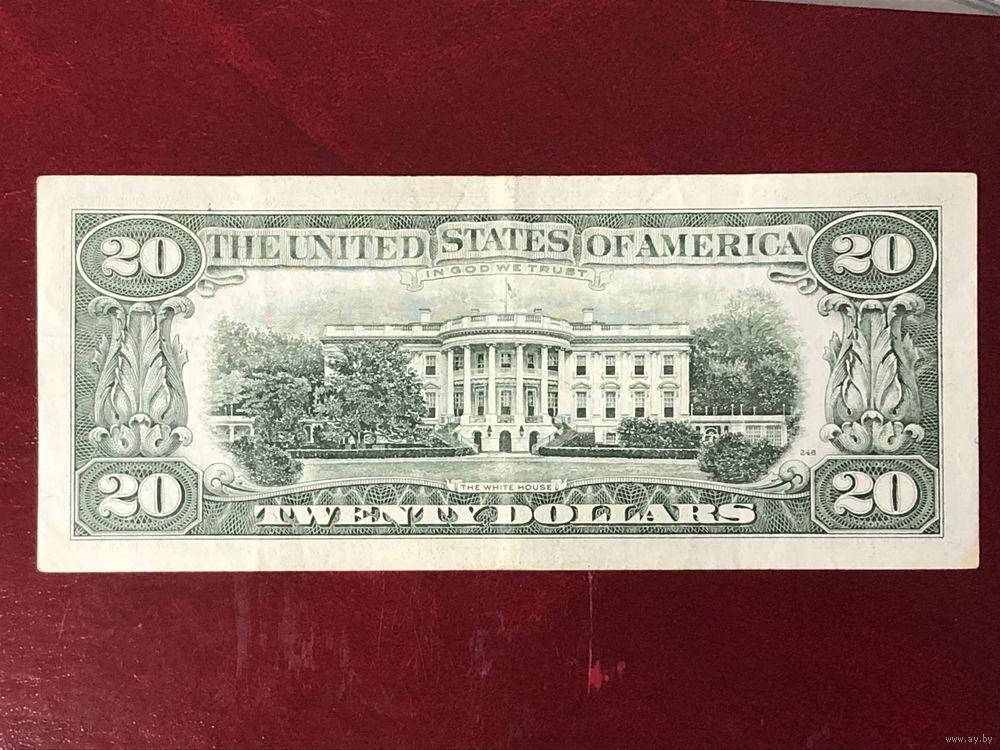 20 THE UNITED STATES OF AMERICA 20
IN GOD WE TRUST
248
THE WHITE HOUSE
20 TWENTY DOLLARS 20
www.ay.by